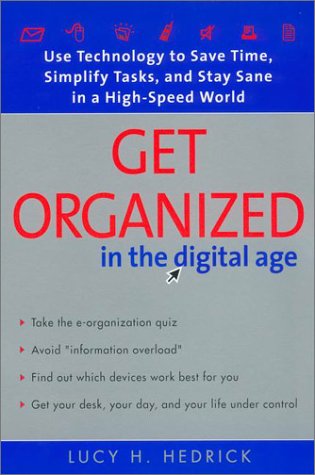 Use Technology to Save Time,
Simplify Tasks, and Stay Sane
in a High-Speed World
GET
ORGANIZED
in the digital age
Take the e-organization quiz
Avoid "information overload"
Find out which devices work best for you
Get your desk, your day, and your life under control
LUCY H. HEDRICK